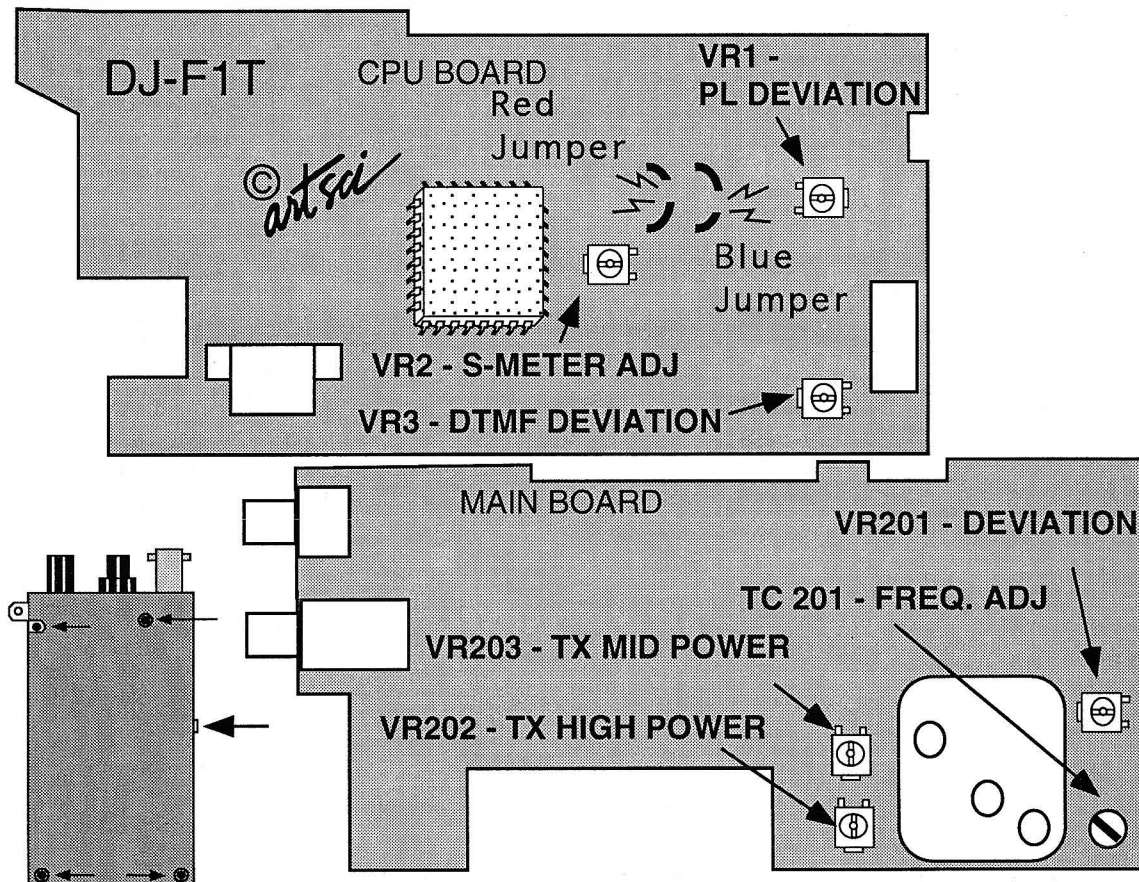 DJ-F1T
CPU BOARD
Red
Jumper
VR1 -
PL DEVIATION
© artsci
Blue
Jumper
VR2 - S-METER ADJ
VR3 - DTMF DEVIATION
MAIN BOARD
VR201 - DEVIATION
TC 201 - FREQ. ADJ
VR203 - TX MID POWER
VR202 - TX HIGH POWER